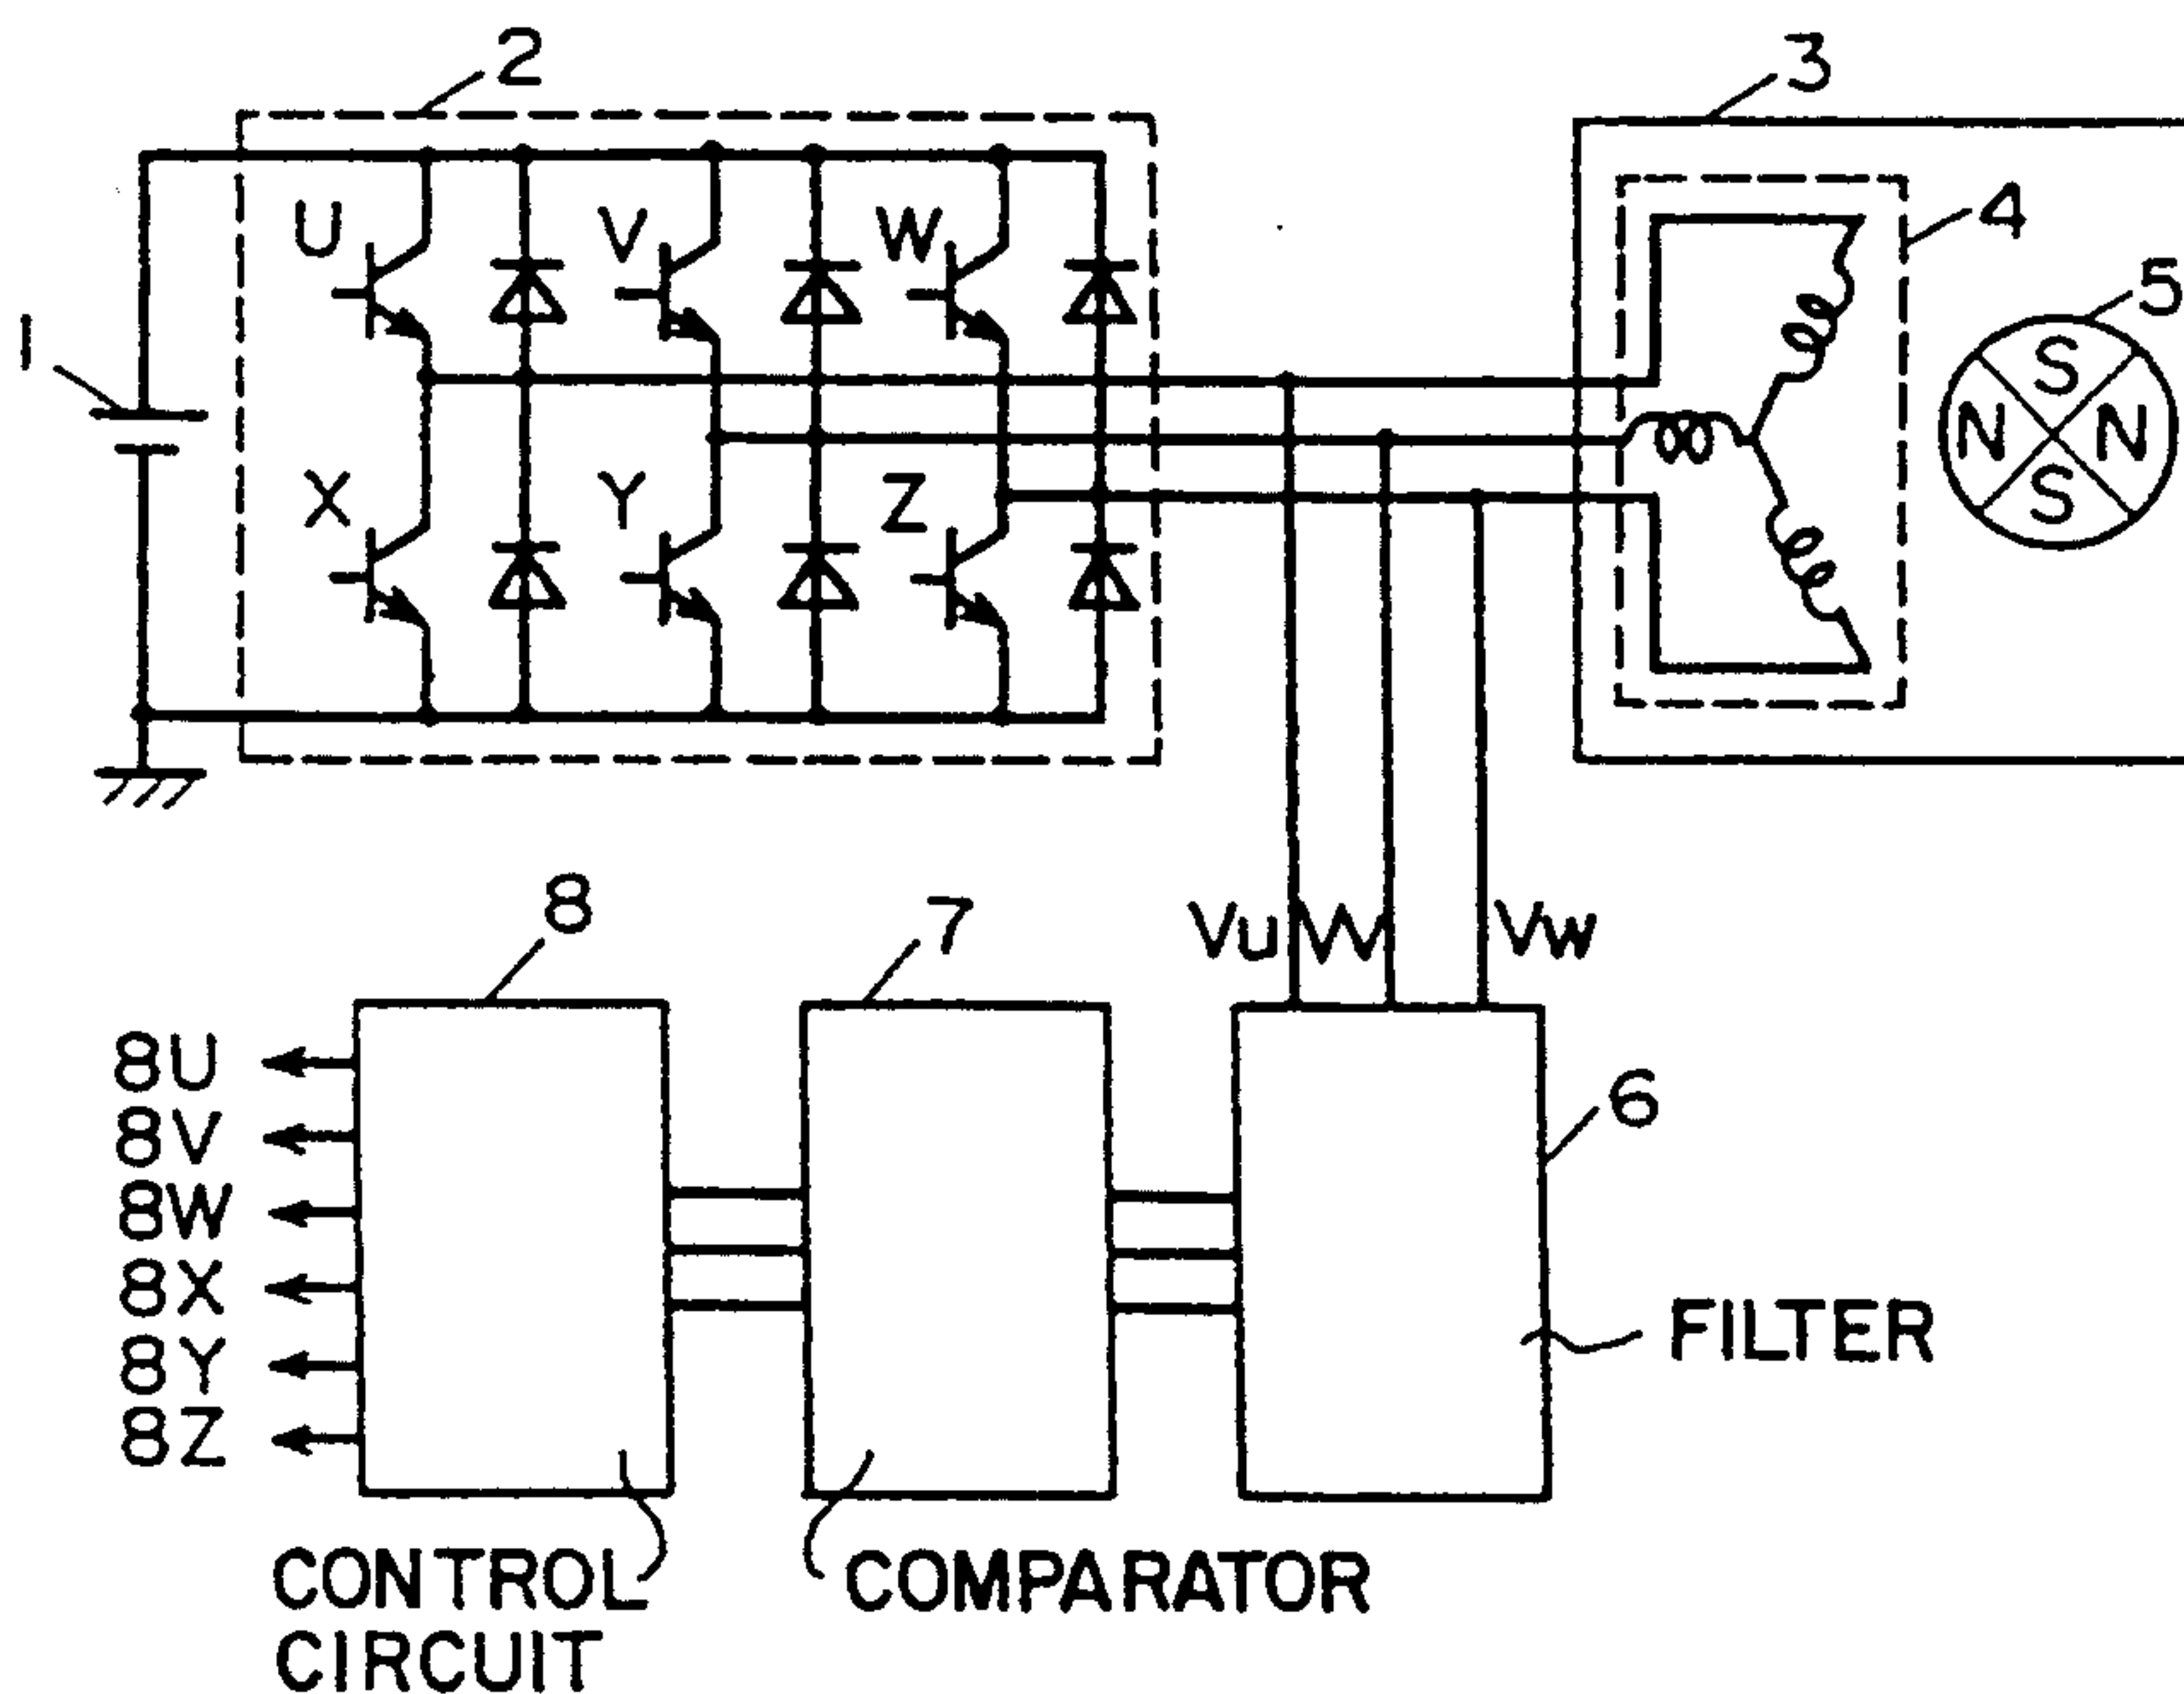 2
3
U
V
W
4
5
1
S
N
N
S
X
Y
Z
8
7
Vu
Vv
Vw
8U
8V
8W
8X
8Y
8Z
6
FILTER
CONTROL
CIRCUIT
COMPARATOR